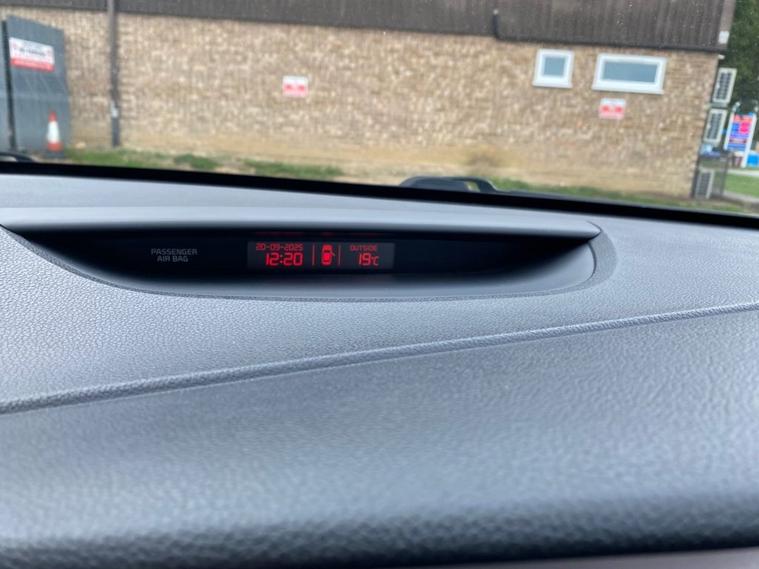 PASSENGER
AIR BAG
20-09-2025
12:20
OUTSIDE
19°C